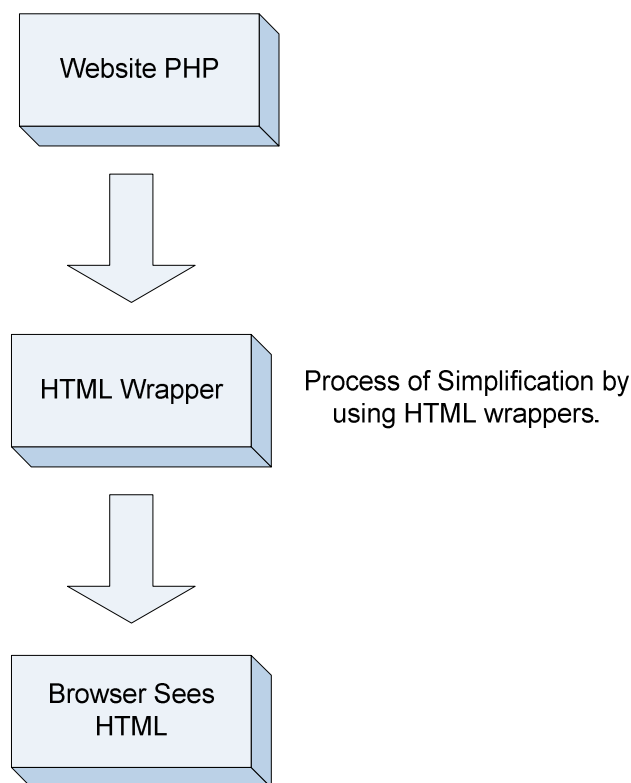 Website PHP
HTML Wrapper
Process of Simplification by
using HTML wrappers.
Browser Sees
HTML